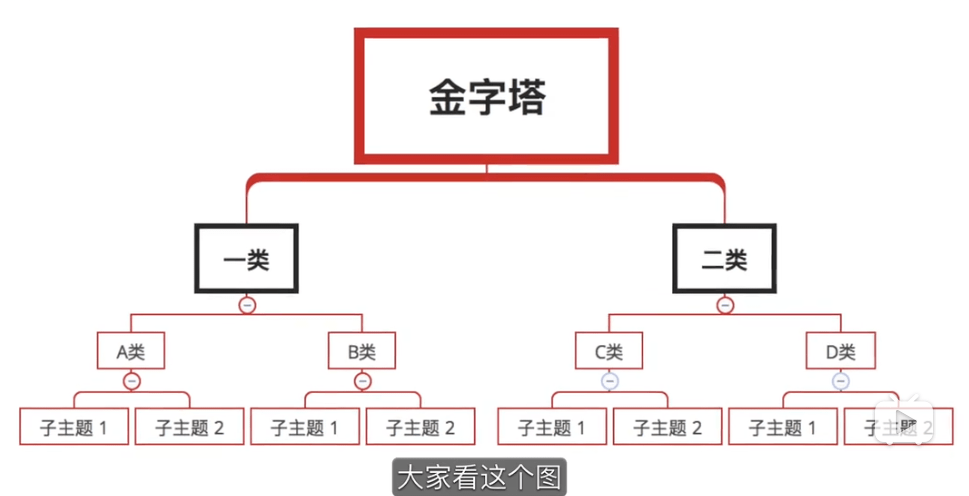 金字塔
一类
二类
A类
B类
C类
D类
子主题 1
子主题 2
子主题 1
子主题 2
子主题 1
子主题 2
子主题 1
子主题 2
大家看这个图